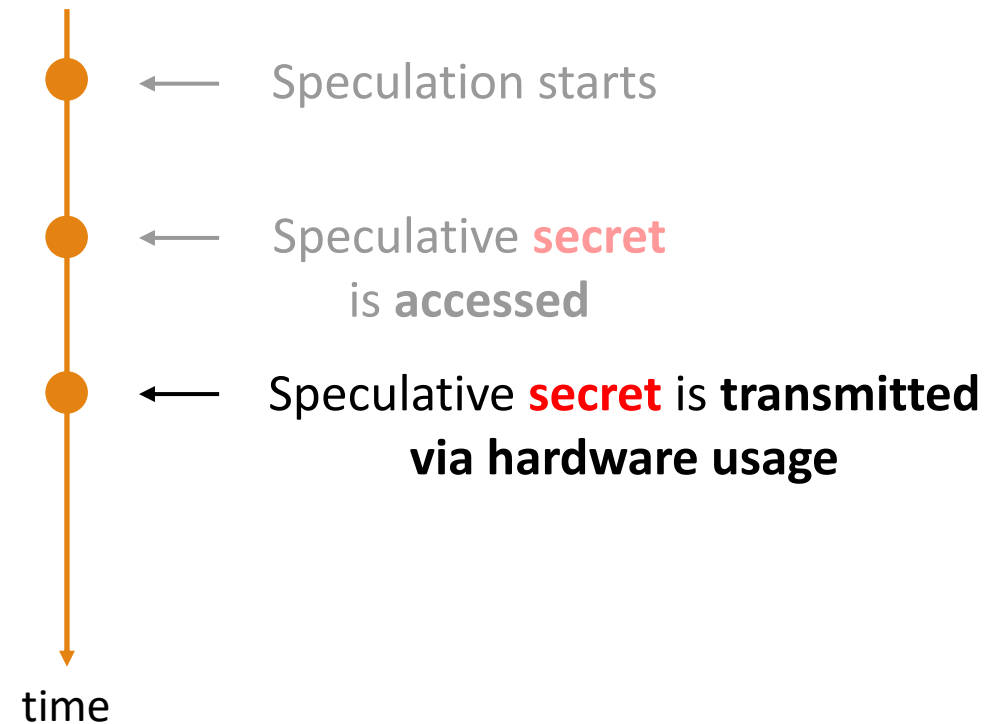 Speculation starts
Speculative secret
is accessed
Speculative secret is transmitted
via hardware usage
time